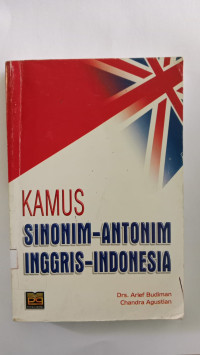 KAMUS
SINONIM-ANTONIM
INGGRIS-INDONESIA
Drs. Arief Budiman
Chandra Agustian